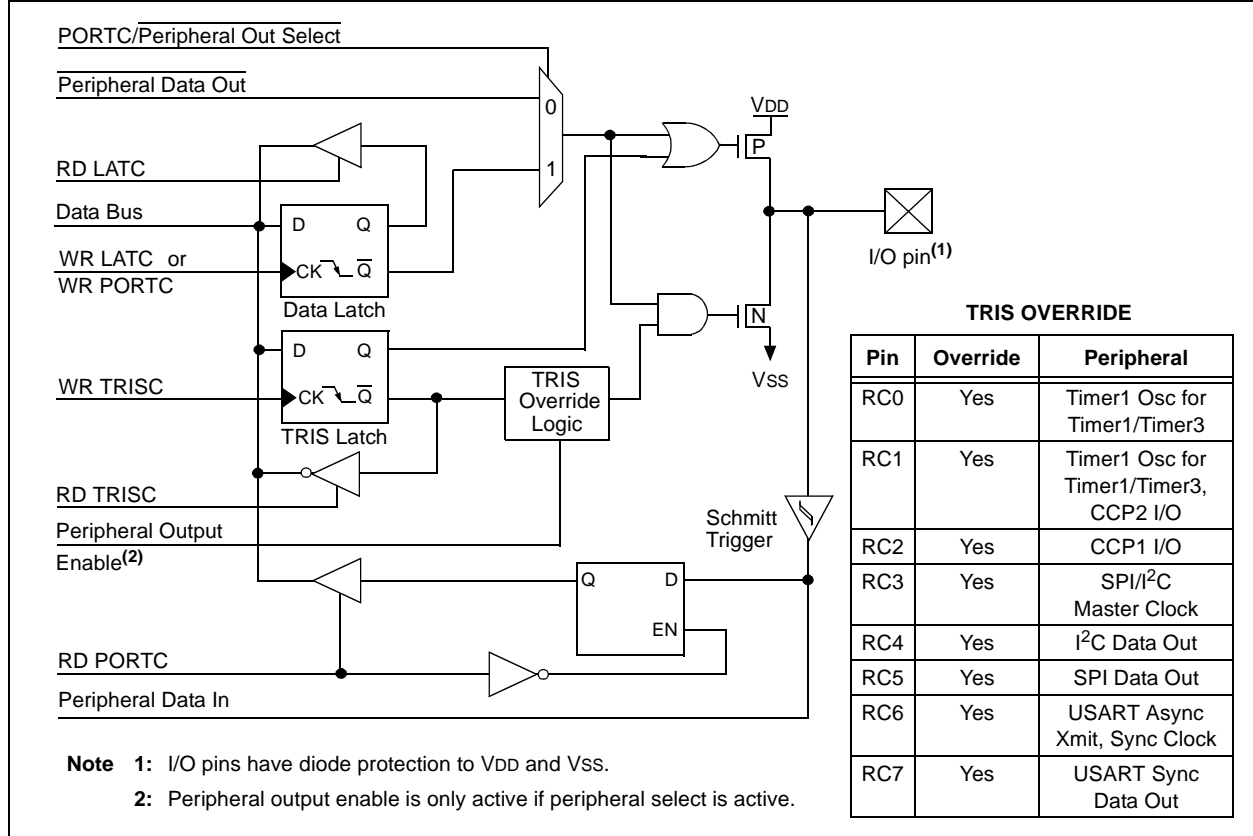 PORTC/Peripheral Out Select
Peripheral Data Out
0
VDD
P
1
RD LATC
Data Bus
D Q
WR LATC or
WR PORTC
CK Q
Data Latch
I/O pin(1)
N
VSS
D Q
WR TRISC
CK Q
TRIS Latch
TRIS
Override
Logic
RD TRISC
Peripheral Output
Enable(2)
Schmitt
Trigger
Q D
EN
RD PORTC
Peripheral Data In
TRIS OVERRIDE
Pin Override Peripheral
RC0 Yes Timer1 Osc for
Timer1/Timer3
RC1 Yes Timer1 Osc for
Timer1/Timer3,
CCP2 I/O
RC2 Yes CCP1 I/O
RC3 Yes SPI/I2C
Master Clock
RC4 Yes I2C Data Out
RC5 Yes SPI Data Out
RC6 Yes USART Async
Xmit, Sync Clock
RC7 Yes USART Sync
Data Out
Note 1: I/O pins have diode protection to VDD and VSS.
2: Peripheral output enable is only active if peripheral select is active.